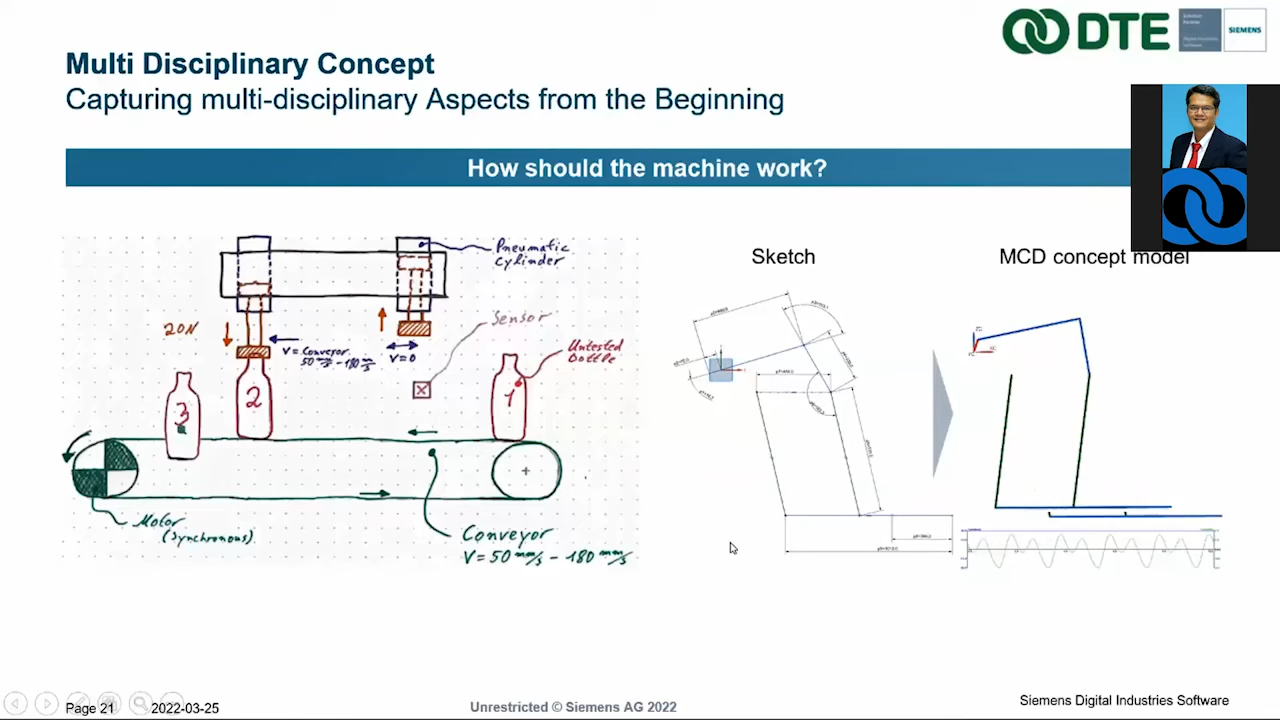 DTE
SIEMENS
Multi Disciplinary Concept
Capturing multi-disciplinary Aspects from the Beginning
How should the machine work?
Pneumatic
Cylinder
20N
V=Conveyor
50 mm/s - 180 mm/s
V=0
Sensor
Untested
bottle
3
2
1
Motor
(Synchronous)
Conveyor
V=50 mm/s - 180 mm/s
Sketch
MCD concept model
Page 21
2022-03-25
Unrestricted © Siemens AG 2022
Siemens Digital Industries Software